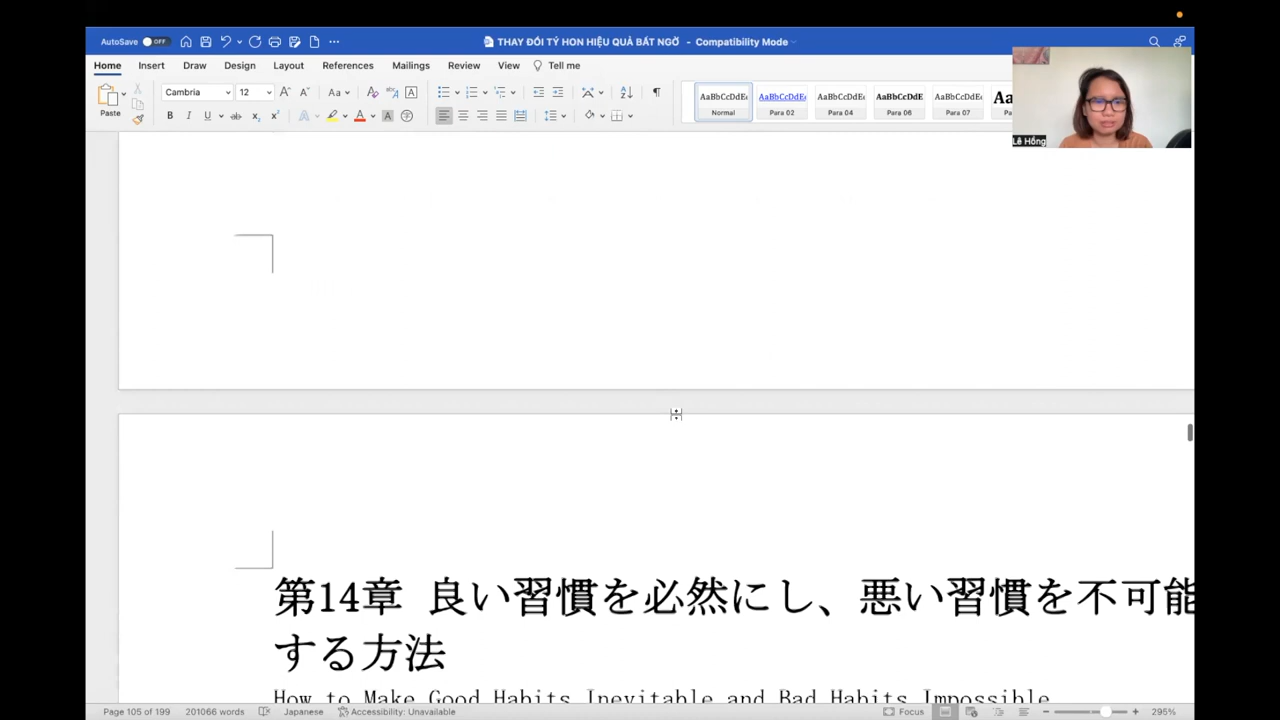 AutoSave OFF
THAY ĐỔI TÝ HON HIỆU QUẢ BẤT NGỜ - Compatibility Mode
Home Insert Draw Design Layout References Mailings Review View Tell me
Paste
Cambria 12
AaBbCcDdEe AaBbCcDdEe AaBbCcDdEe AaBbCcDdE AaBbCcDdEe
Normal Para 02 Para 04 Para 06 Para 07
Lê Hồng
第14章 良い習慣を必然にし、悪い習慣を不可能
する方法
How to Make Good Habits Inevitable and Bad Habits Impossible
Page 105 of 199 201066 words Japanese Accessibility: Unavailable Focus 295%